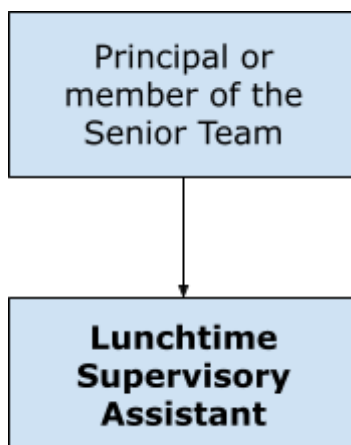 Principal or
member of the
Senior Team
Lunchtime
Supervisory
Assistant